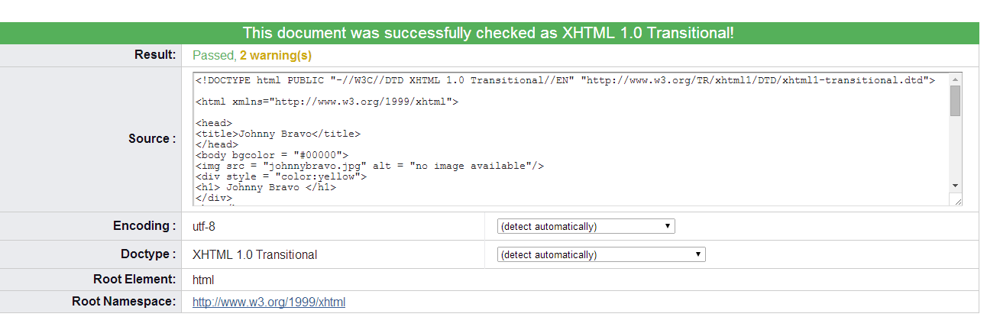 This document was successfully checked as XHTML 1.0 Transitional!
Result: Passed, 2 warning(s)
Source :
<!DOCTYPE html PUBLIC "-//W3C//DTD XHTML 1.0 Transitional//EN" "http://www.w3.org/TR/xhtml1/DTD/xhtml1-transitional.dtd">
<html xmlns="http://www.w3.org/1999/xhtml">
<head>
<title>Johnny Bravo</title>
</head>
<body bgcolor = "#00000">
<img src = "johnnybravo.jpg" alt = "no image available"/>
<div style = "color:yellow">
<h1> Johnny Bravo </h1>
</div>
Encoding : utf-8 (detect automatically)
Doctype : XHTML 1.0 Transitional (detect automatically)
Root Element: html
Root Namespace: http://www.w3.org/1999/xhtml